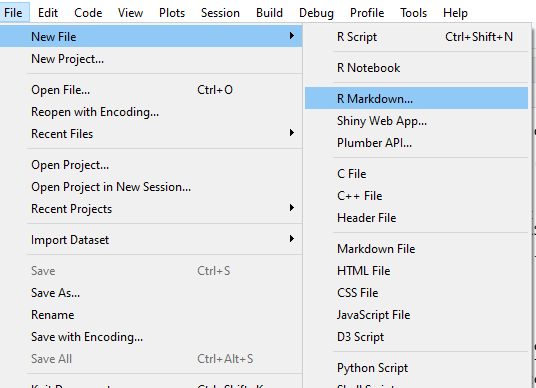 File Edit Code View Plots Session Build Debug Profile Tools Help
New File
New Project...
Open File... Ctrl+O
Reopen with Encoding...
Recent Files
Open Project...
Open Project in New Session...
Recent Projects
Import Dataset
Save Ctrl+S
Save As...
Rename
Save with Encoding...
Save All Ctrl+Alt+S
R Script Ctrl+Shift+N
R Notebook
R Markdown...
Shiny Web App...
Plumber API...
C File
C++ File
Header File
Markdown File
HTML File
CSS File
JavaScript File
D3 Script
Python Script